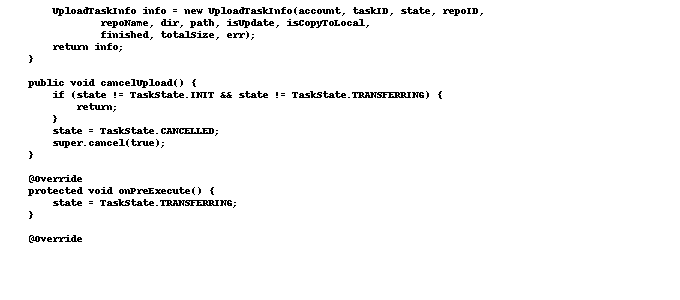 UploadTaskInfo info = new UploadTaskInfo(account, taskID, state, repoID,
repoName, dir, path, isUpdate, isCopyToLocal,
finished, totalSize, err);
return info;
}
public void cancelUpload() {
if (state != TaskState.INIT && state != TaskState.TRANSFERRING) {
return;
}
state = TaskState.CANCELLED;
super.cancel(true);
}
@Override
protected void onPreExecute() {
state = TaskState.TRANSFERRING;
}
@Override